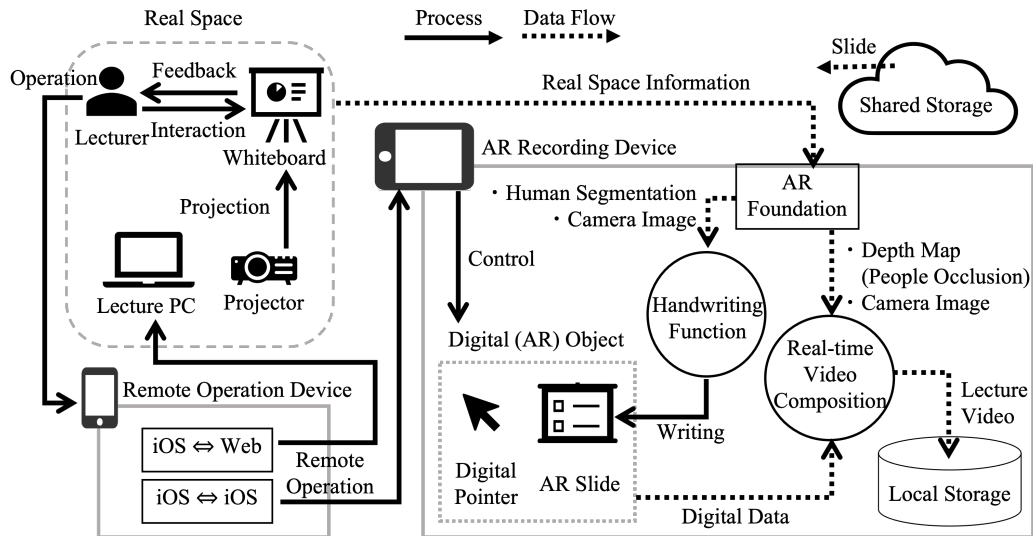 Real Space
Process
Data Flow
Operation
Feedback
Slide
Shared Storage
Real Space Information
Lecturer
Interaction
Whiteboard
AR Recording Device
・Human Segmentation
・Camera Image
AR
Foundation
Projection
Control
・Depth Map
(People Occlusion)
・Camera Image
Lecture PC
Projector
Handwriting
Function
Digital (AR) Object
Real-time
Video
Composition
Remote Operation Device
Lecture
Video
iOS ⇔ Web
Remote
Operation
iOS ⇔ iOS
Writing
Digital
Pointer
AR Slide
Local Storage
Digital Data